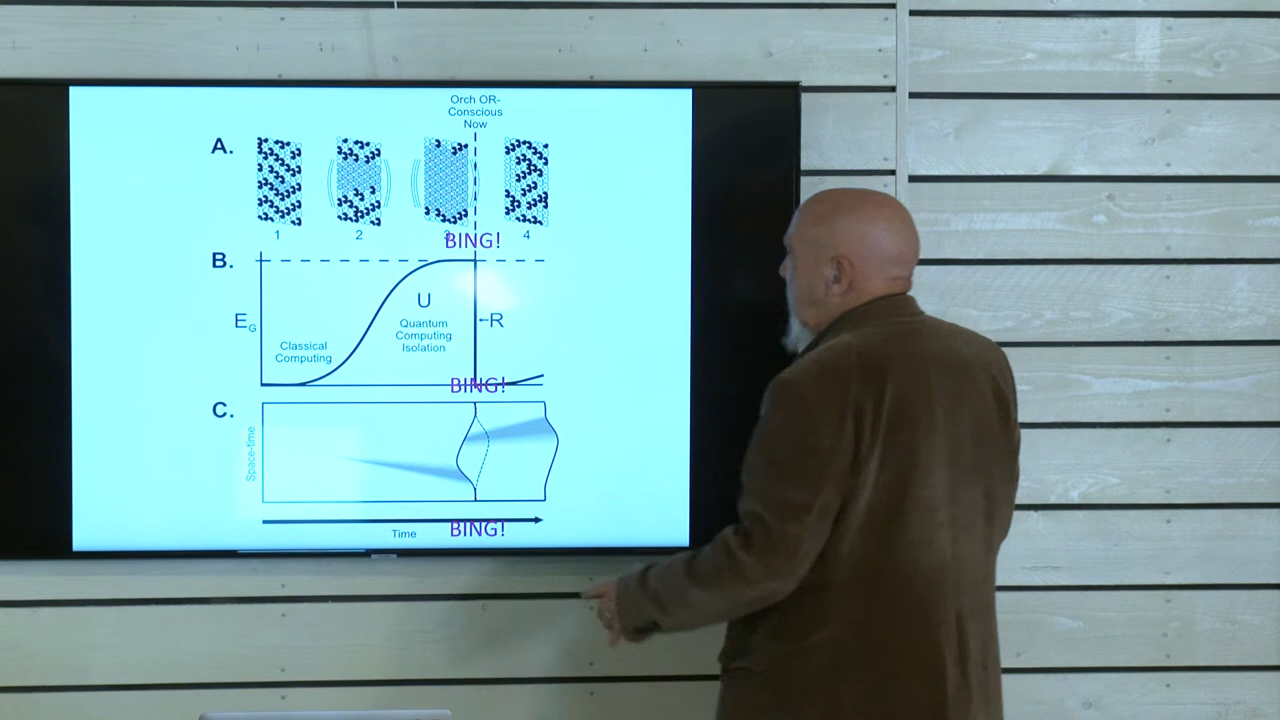 Orch OR-
Conscious
Now
A.
1
2
3
4
BING!
B.
E_G
U
Quantum
Computing
Isolation
Classical
Computing
←R
BING!
C.
Space-time
Time
BING!